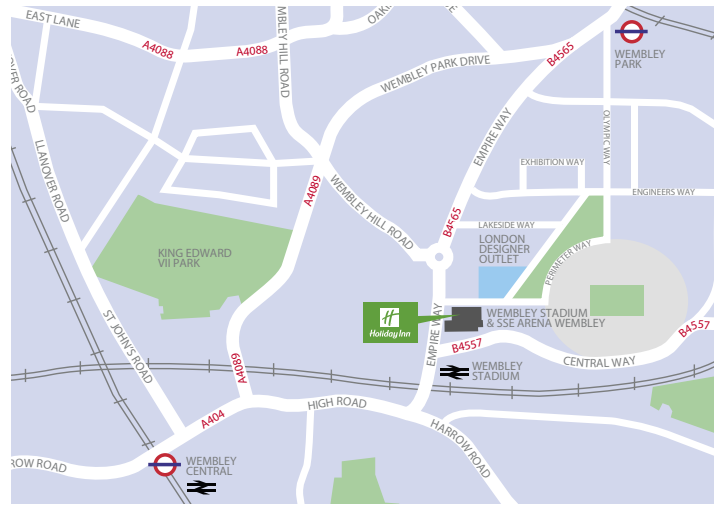 EAST LANE
A4088
A4088
WEMBLEY HILL ROAD
WEMBLEY PARK DRIVE
B4565
WEMBLEY
PARK
LLANOVER ROAD
EMPIRE WAY
OLYMPIC WAY
EXHIBITION WAY
ENGINEERS WAY
A4089
WEMBLEY HILL ROAD
B4565
LAKESIDE WAY
LONDON
DESIGNER
OUTLET
PERIMETER WAY
KING EDWARD
VII PARK
ST JOHN'S ROAD
Holiday Inn
EMPIRE WAY
WEMBLEY STADIUM
& SSE ARENA WEMBLEY
B4557
B4557
CENTRAL WAY
WEMBLEY
STADIUM
A4089
A404
HIGH ROAD
HARROW ROAD
ROW ROAD
WEMBLEY
CENTRAL